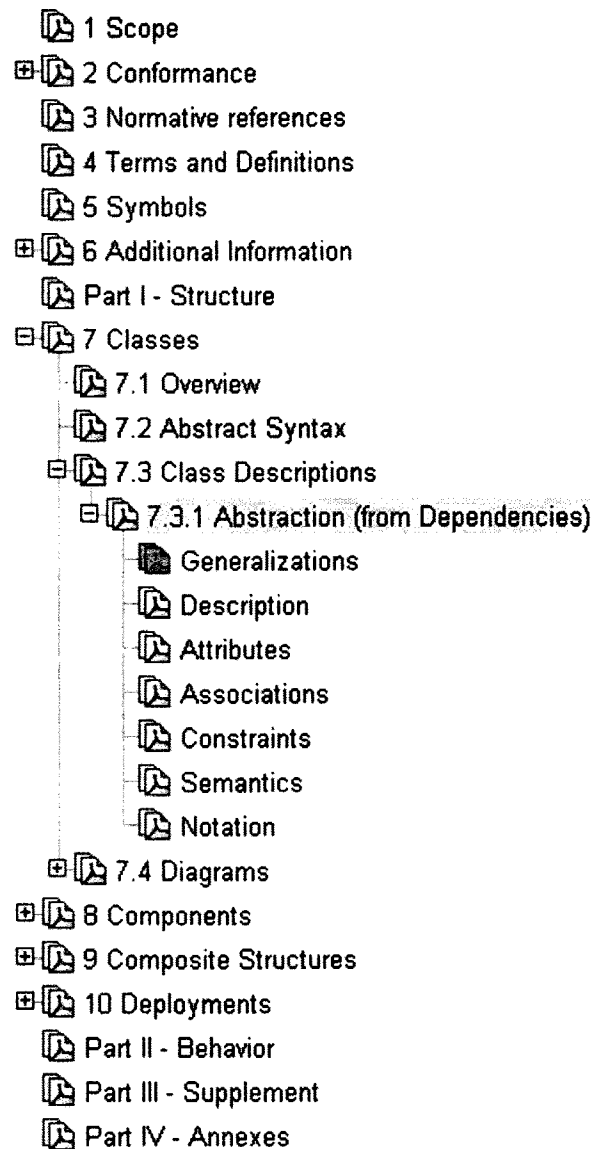 1 Scope
2 Conformance
3 Normative references
4 Terms and Definitions
5 Symbols
6 Additional Information
Part I - Structure
7 Classes
7.1 Overview
7.2 Abstract Syntax
7.3 Class Descriptions
7.3.1 Abstraction (from Dependencies)
Generalizations
Description
Attributes
Associations
Constraints
Semantics
Notation
7.4 Diagrams
8 Components
9 Composite Structures
10 Deployments
Part II - Behavior
Part III - Supplement
Part IV - Annexes